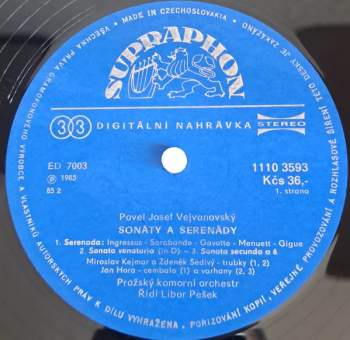 MADE IN CZECHOSLOVAKIA
VŠECHNA PRÁVA GRAMOFONOVÉHO VÝROBCE A VLASTNÍKŮ AUTORSKÝCH PRÁV K DÍLU VYHRAŽENA. POŘIZOVÁNÍ KOPIÍ, VEŘEJNÉ PROVOZOVÁNÍ A ROZHLASOVÉ ŠÍŘENÍ TÉTO DESKY JE ZAKÁZÁNO
SUPRAPHON
33 DIGITÁLNÍ NAHRÁVKA STEREO
ED 7003
1110 3593
℗ 1985
Kčs 36,-
85 2
1. strana
Pavel Josef Vejvanovský
SONÁTY A SERENÁDY
1. Serenada: Ingressus - Sarabande - Gavotte - Menuett - Gigue
2. Sonata venatoria (in D) - 3. Sonata secunda a 6
Miroslav Kejmar a Zdeněk Šedivý - trubky (1, 2)
Jan Hora - cembalo (1) a varhany (2, 3)
Pražský komorní orchestr
Řídí Libor Pešek